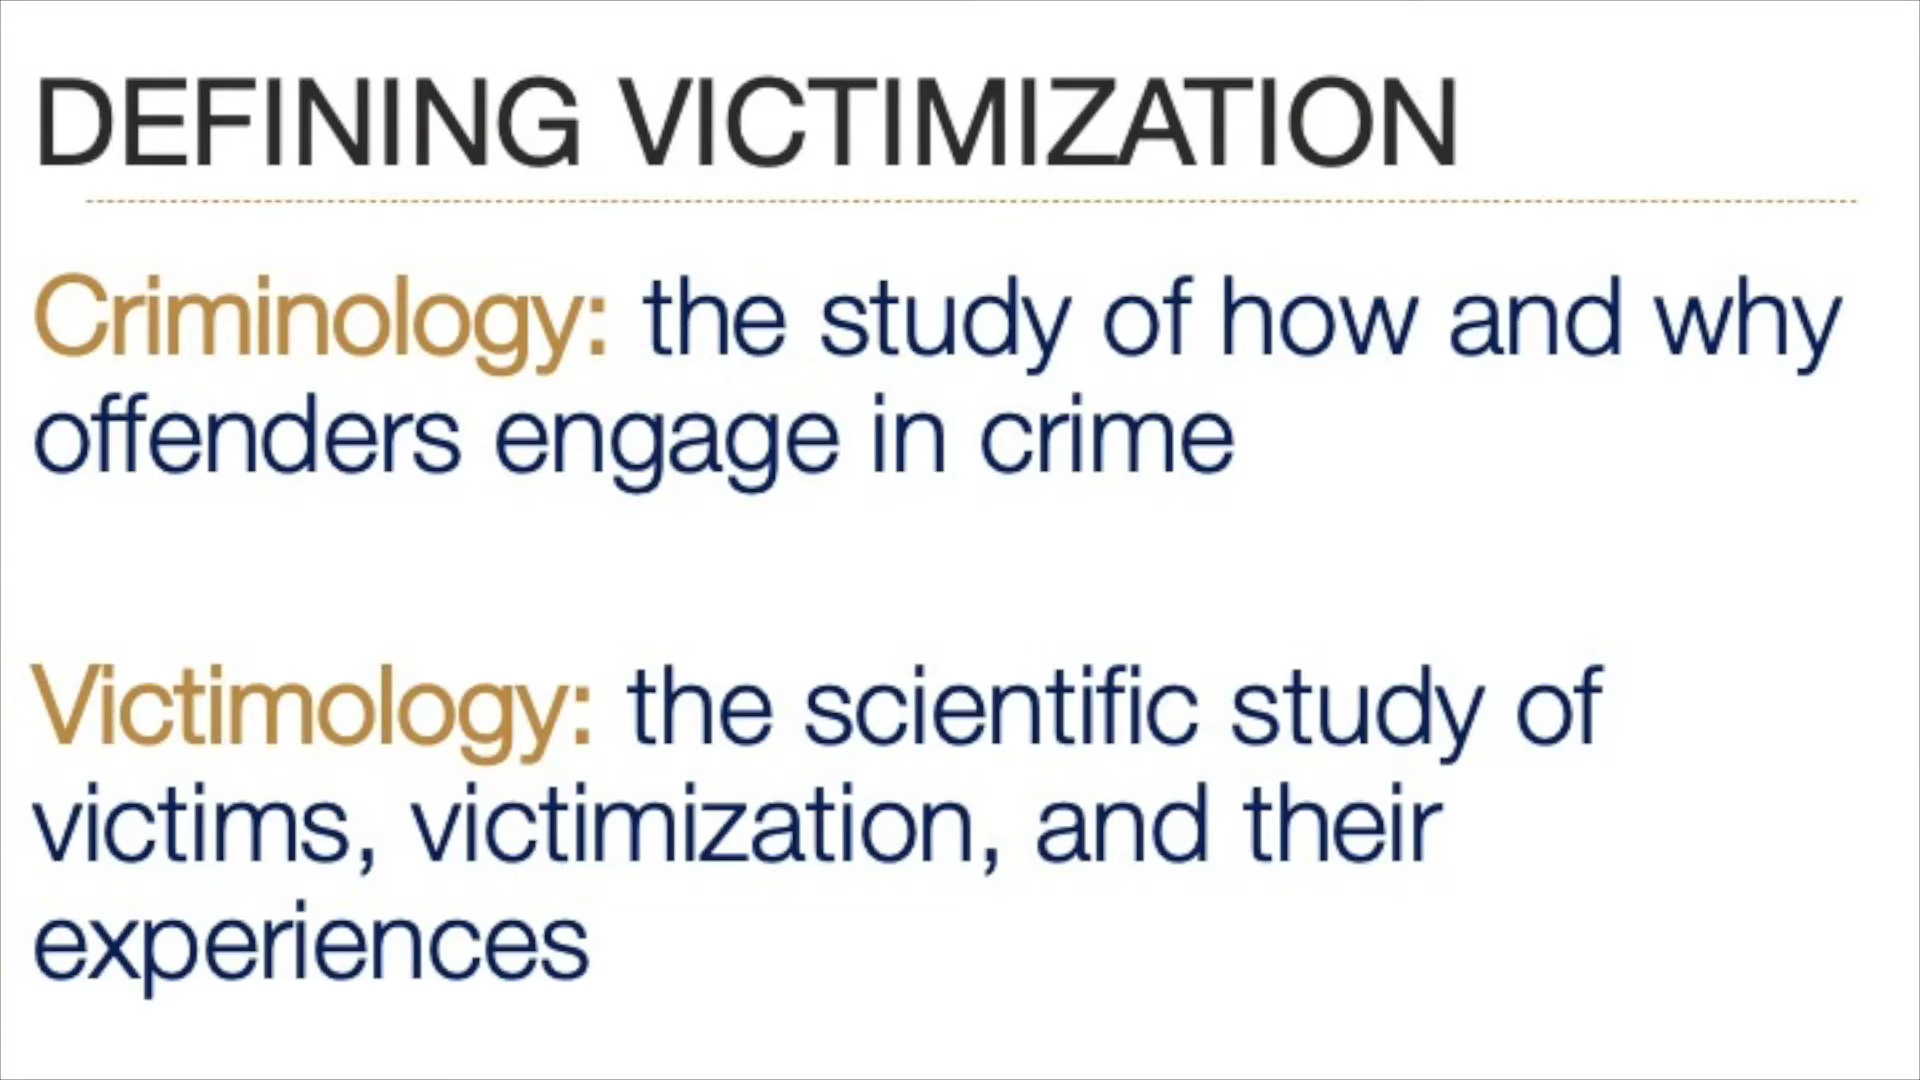 DEFINING VICTIMIZATION
Criminology: the study of how and why
offenders engage in crime
Victimology: the scientific study of
victims, victimization, and their
experiences